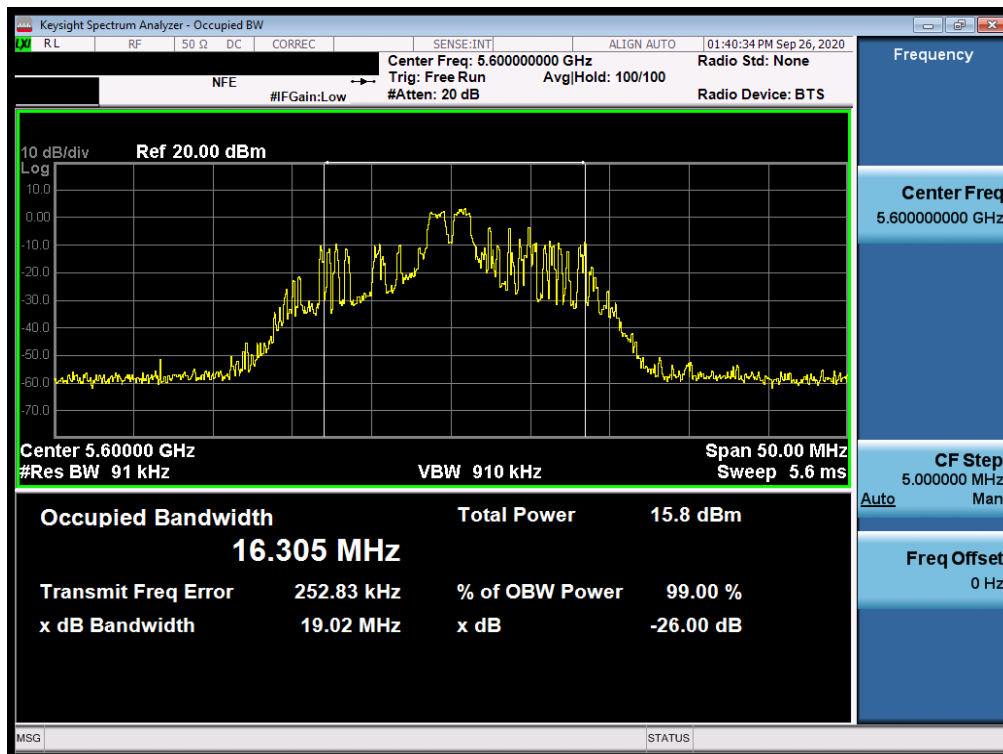 Keysight Spectrum Analyzer - Occupied BW
LXI RL RF 50 Ω DC CORREC SENSE:INT ALIGN AUTO 01:40:34 PM Sep 26, 2020
Center Freq: 5.600000000 GHz Radio Std: None
NFE Trig: Free Run Avg|Hold: 100/100
#IFGain:Low #Atten: 20 dB Radio Device: BTS
10 dB/div Ref 20.00 dBm
Log
10.0
0.00
-10.0
-20.0
-30.0
-40.0
-50.0
-60.0
-70.0
Center 5.60000 GHz Span 50.00 MHz
#Res BW 91 kHz VBW 910 kHz Sweep 5.6 ms
Occupied Bandwidth Total Power 15.8 dBm
16.305 MHz
Transmit Freq Error 252.83 kHz % of OBW Power 99.00 %
x dB Bandwidth 19.02 MHz x dB -26.00 dB
MSG STATUS
Frequency
Center Freq
5.600000000 GHz
CF Step
5.000000 MHz
Auto Man
Freq Offset
0 Hz